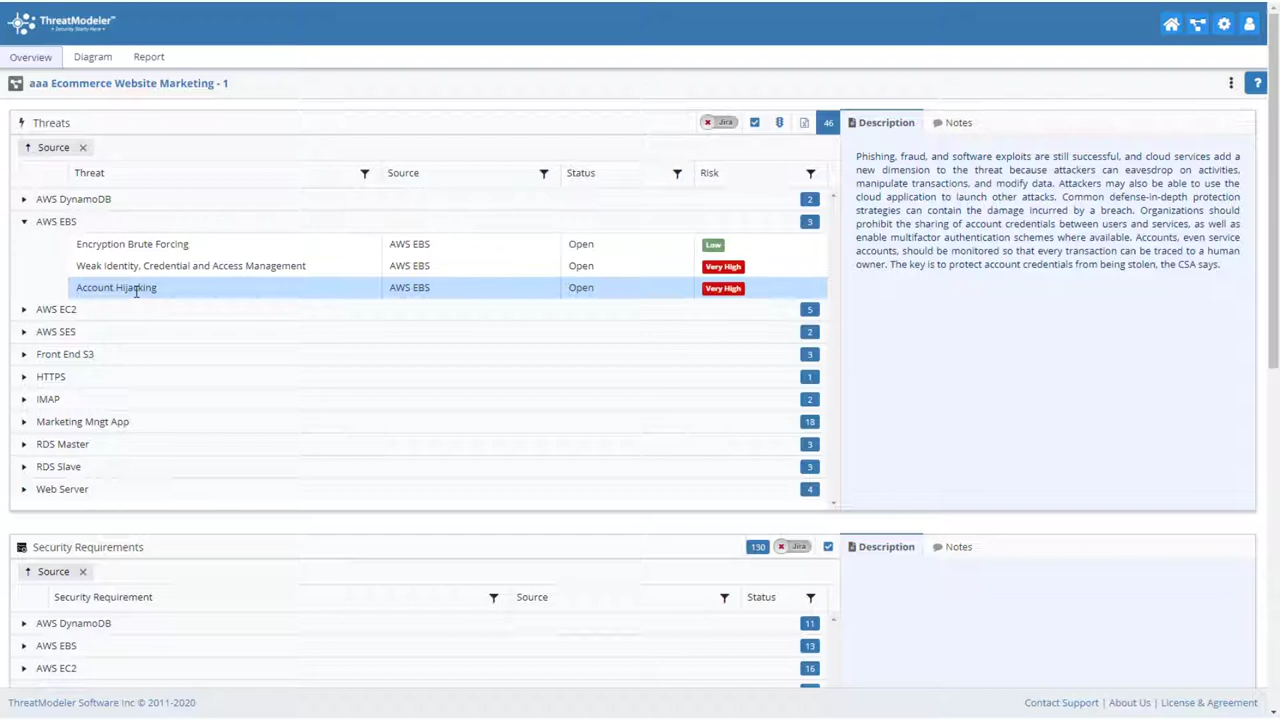 ThreatModeler™
• Security Starts Here •
Overview
Diagram
Report
aaa Ecommerce Website Marketing - 1
?
Threats
Jira
46
Source
Threat
Source
Status
Risk
AWS DynamoDB
2
AWS EBS
3
Encryption Brute Forcing
AWS EBS
Open
Low
Weak Identity, Credential and Access Management
AWS EBS
Open
Very High
Account Hijacking
AWS EBS
Open
Very High
AWS EC2
5
AWS SES
2
Front End S3
3
HTTPS
1
IMAP
2
Marketing Mngt App
18
RDS Master
3
RDS Slave
3
Web Server
4
Description
Notes
Phishing, fraud, and software exploits are still successful, and cloud services add a
new dimension to the threat because attackers can eavesdrop on activities,
manipulate transactions, and modify data. Attackers may also be able to use the
cloud application to launch other attacks. Common defense-in-depth protection
strategies can contain the damage incurred by a breach. Organizations should
prohibit the sharing of account credentials between users and services, as well as
enable multifactor authentication schemes where available. Accounts, even service
accounts, should be monitored so that every transaction can be traced to a human
owner. The key is to protect account credentials from being stolen, the CSA says.
Security Requirements
130
Jira
Source
Security Requirement
Source
Status
AWS DynamoDB
11
AWS EBS
13
AWS EC2
16
Description
Notes
ThreatModeler Software Inc © 2011-2020
Contact Support | About Us | License & Agreement